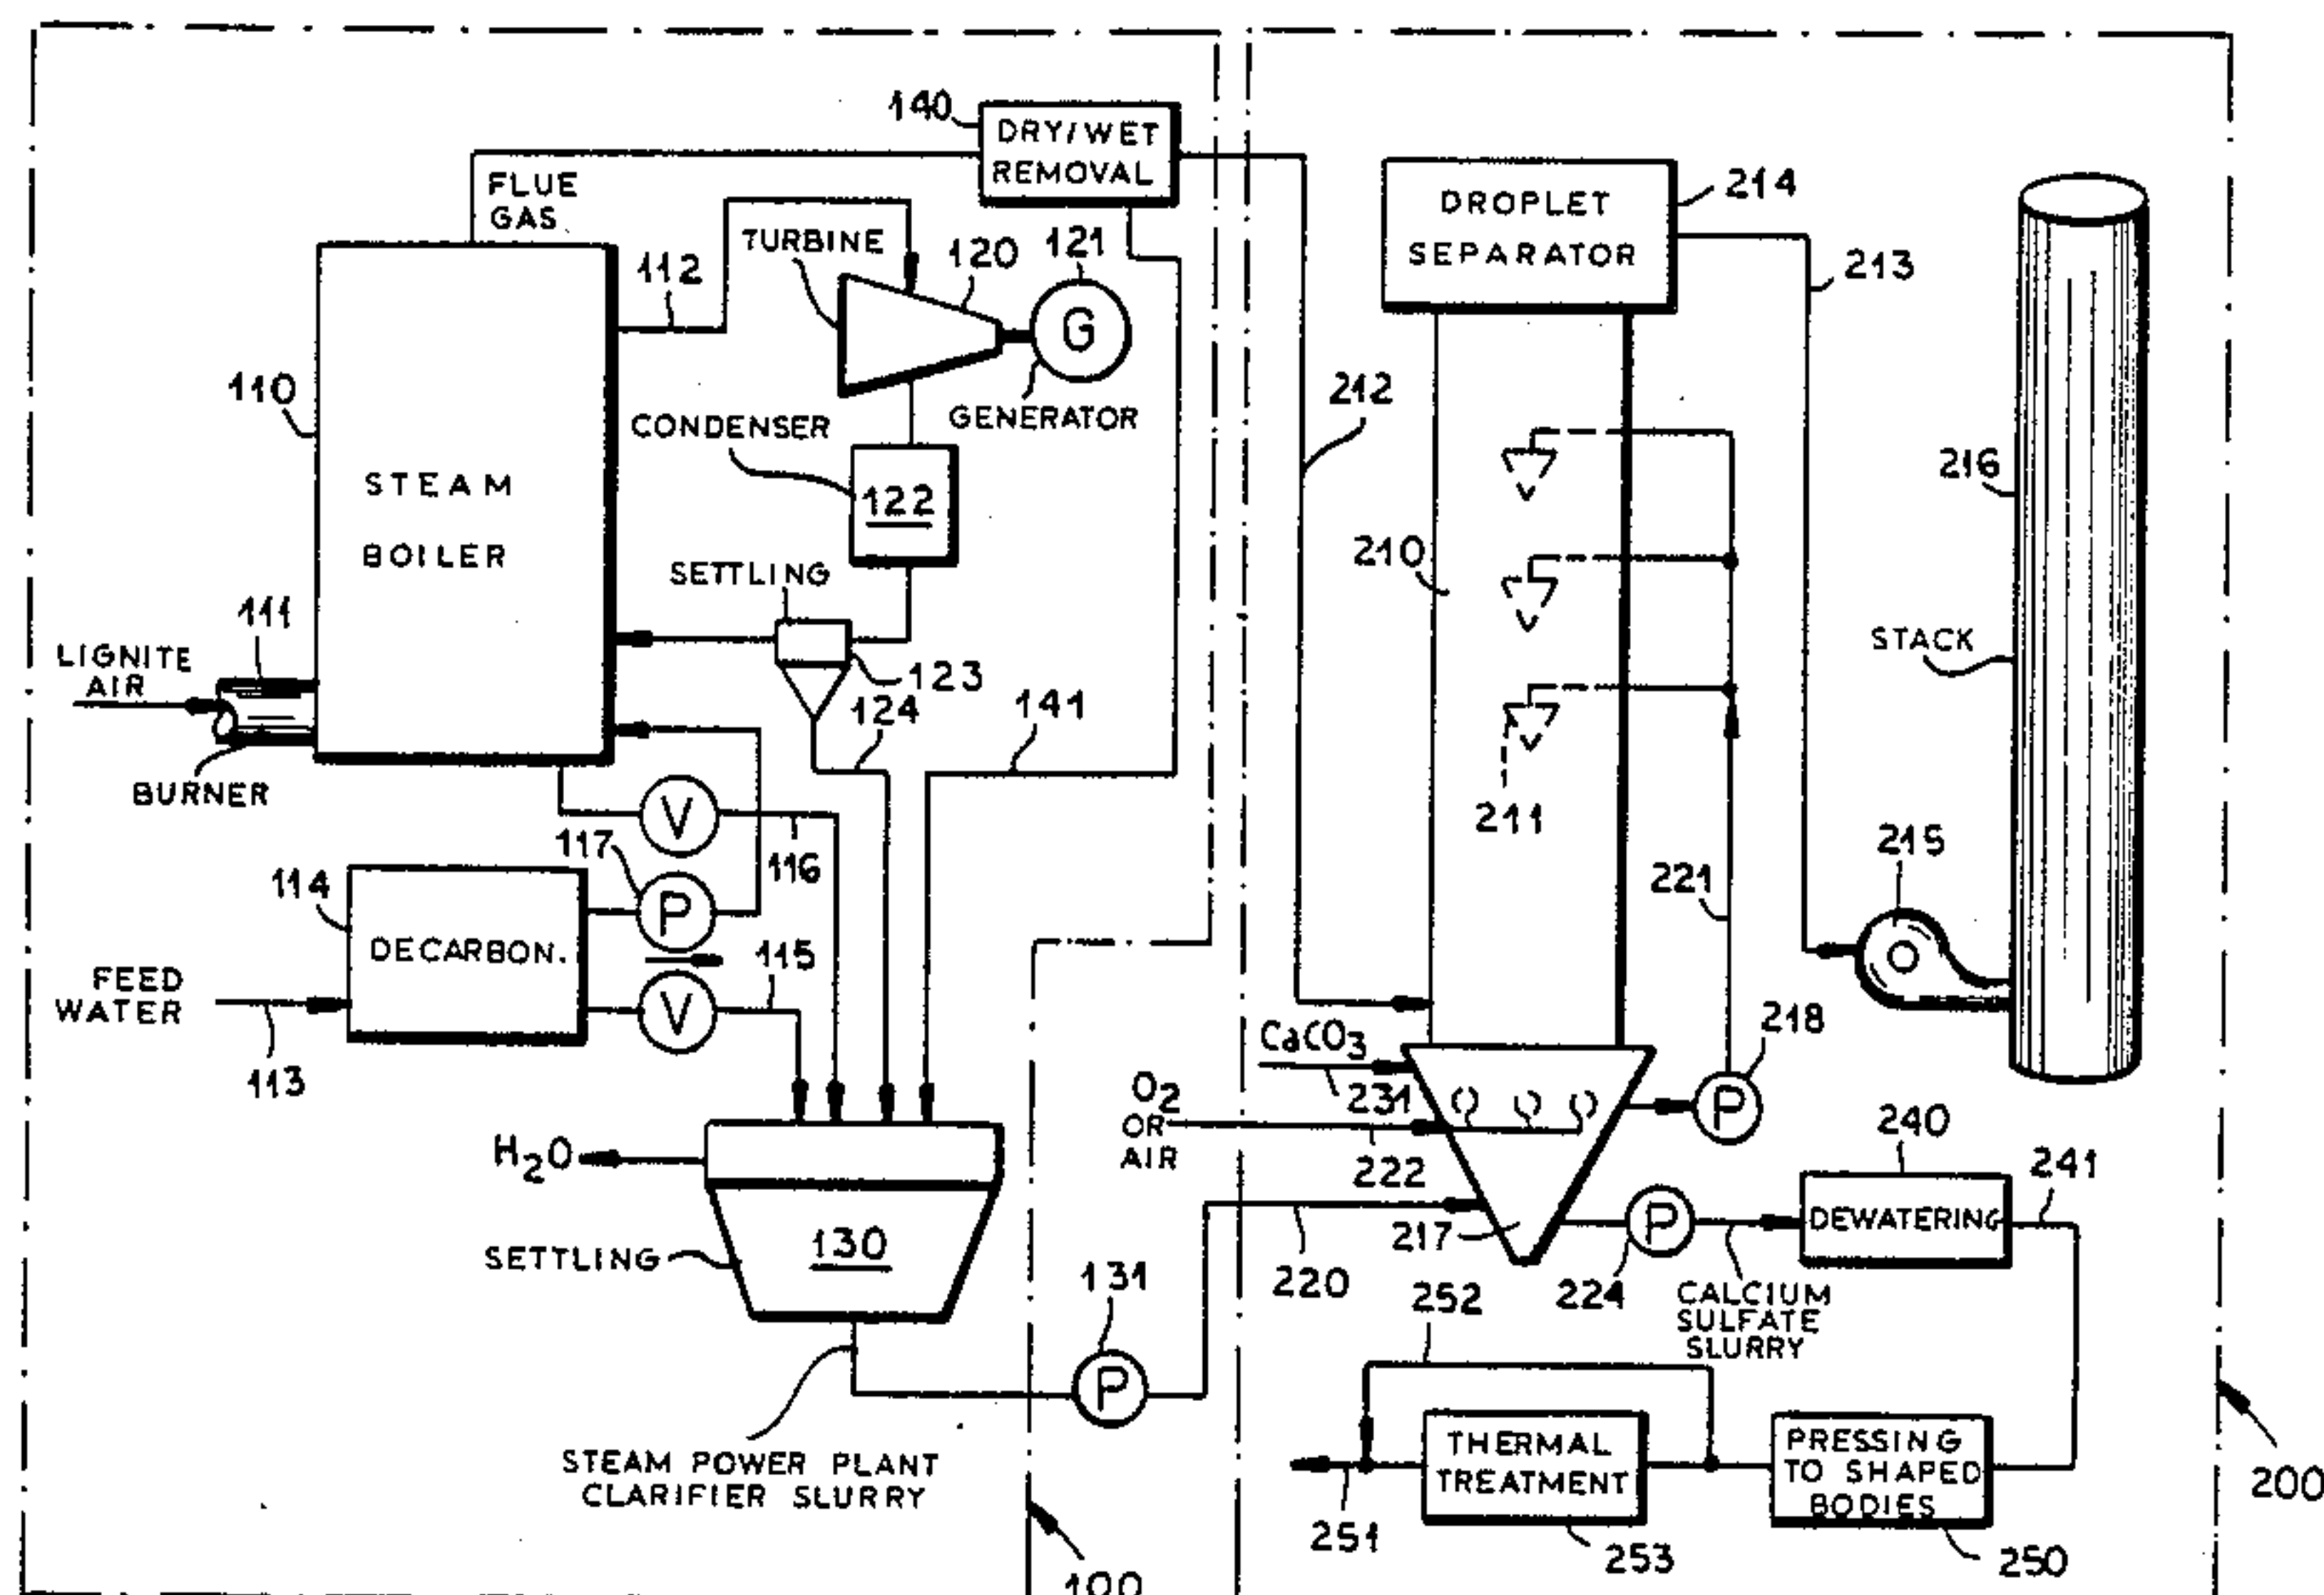 140
DRY/WET
REMOVAL
FLUE
GAS
112
TURBINE
120
121
G
GENERATOR
110
STEAM
BOILER
CONDENSER
122
SETTLING
123
124
141
111
LIGNITE
AIR
BURNER
V
117
116
P
114
DECARBON.
FEED
WATER
113
V
115
H2O
SETTLING
130
STEAM POWER PLANT
CLARIFIER SLURRY
131
P
100
DROPLET
SEPARATOR
214
213
212
210
211
216
STACK
215
221
218
P
CaCO3
231
O2
OR
AIR
222
220
217
P
224
CALCIUM
SULFATE
SLURRY
240
DEWATERING
241
252
THERMAL
TREATMENT
251
253
PRESSING
TO SHAPED
BODIES
250
200